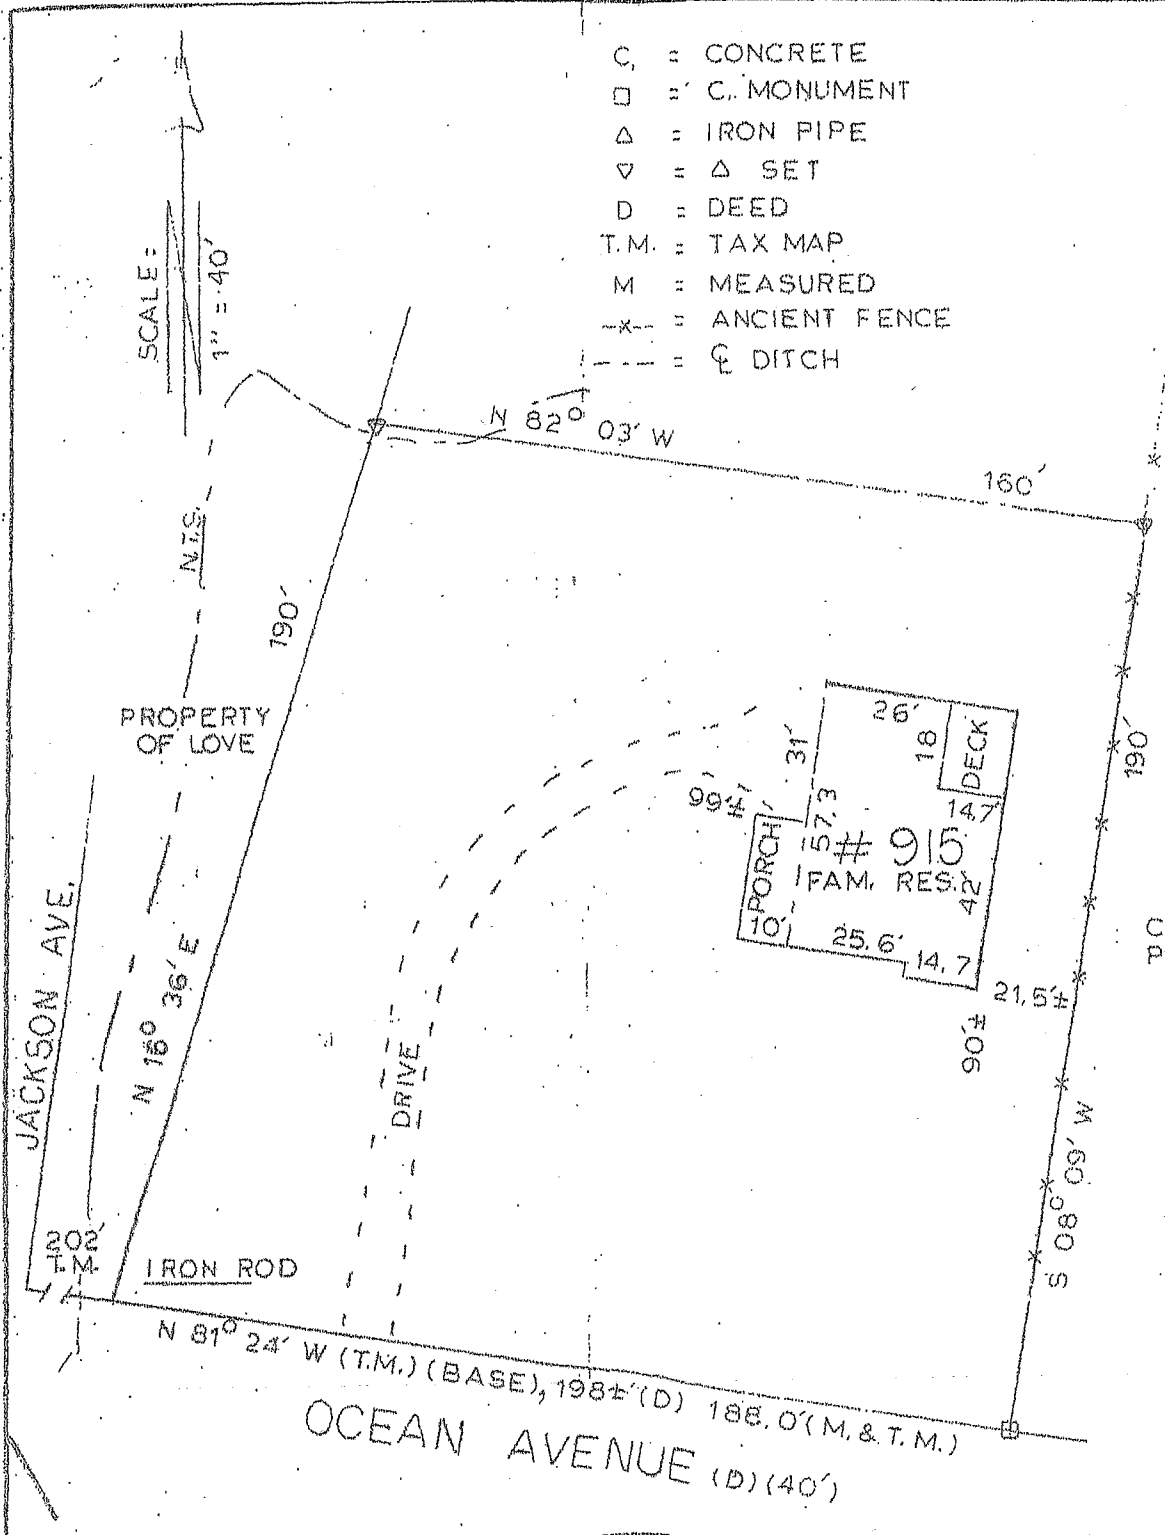 C, = CONCRETE
□ = C. MONUMENT
△ = IRON PIPE
▽ = △ SET
D = DEED
T.M. = TAX MAP
M = MEASURED
--x-- = ANCIENT FENCE
--- = ℄ DITCH
SCALE:
1" = 40'
N 82° 03' W
160'
N.T.S.
190'
PROPERTY
OF LOVE
26'
18
DECK
31'
190'
99'±
14.7
57.3
PORCH
# 915
FAM. RES.
42'
10'
25.6'
14.7
21.5'±
90'±
JACKSON AVE.
N 16° 36' E
DRIVE
S 08° 09' W
202'
T.M.
IRON ROD
N 81° 24' W (T.M.) (BASE), 198±' (D) 188.0' (M. & T.M.)
OCEAN AVENUE (D) (40')